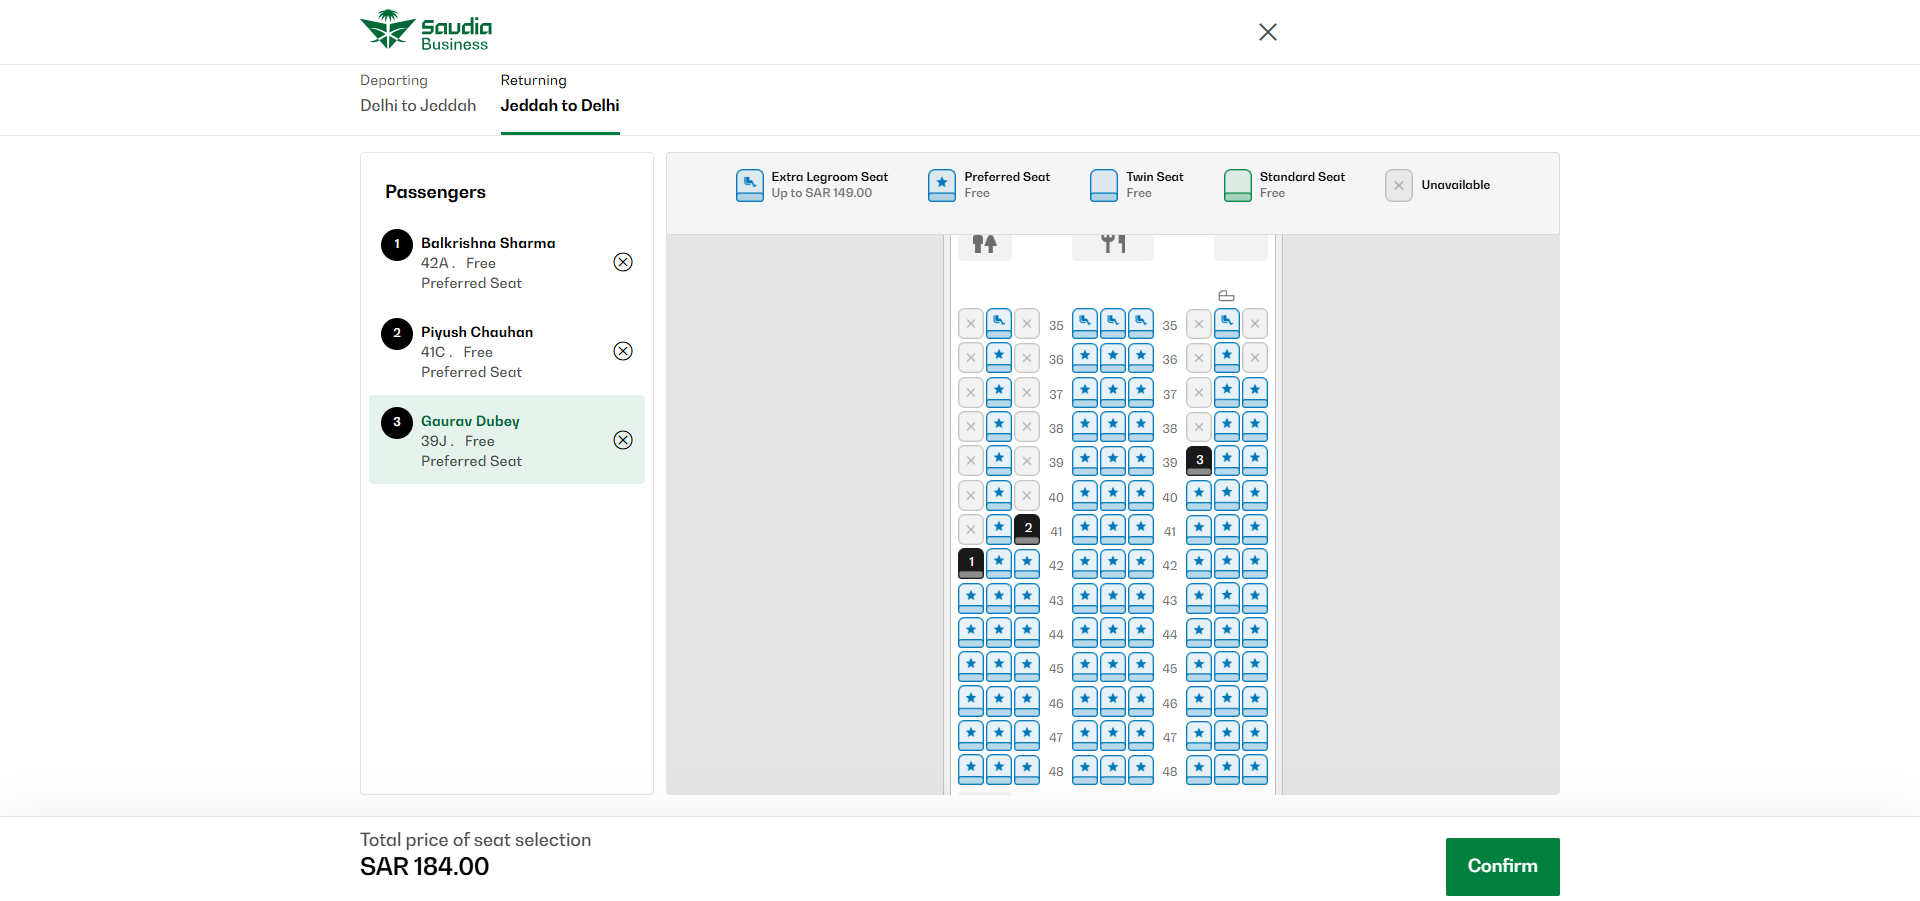 Saudia
Business
Departing
Delhi to Jeddah
Returning
Jeddah to Delhi
Passengers
1
Balkrishna Sharma
42A . Free
Preferred Seat
2
Piyush Chauhan
41C . Free
Preferred Seat
3
Gaurav Dubey
39J . Free
Preferred Seat
Extra Legroom Seat
Up to SAR 149.00
Preferred Seat
Free
Twin Seat
Free
Standard Seat
Free
Unavailable
35 35
36 36
37 37
38 38
39 3 39
40 40
2 41 41
1 42 42
43 43
44 44
45 45
46 46
47 47
48 48
Total price of seat selection
SAR 184.00
Confirm